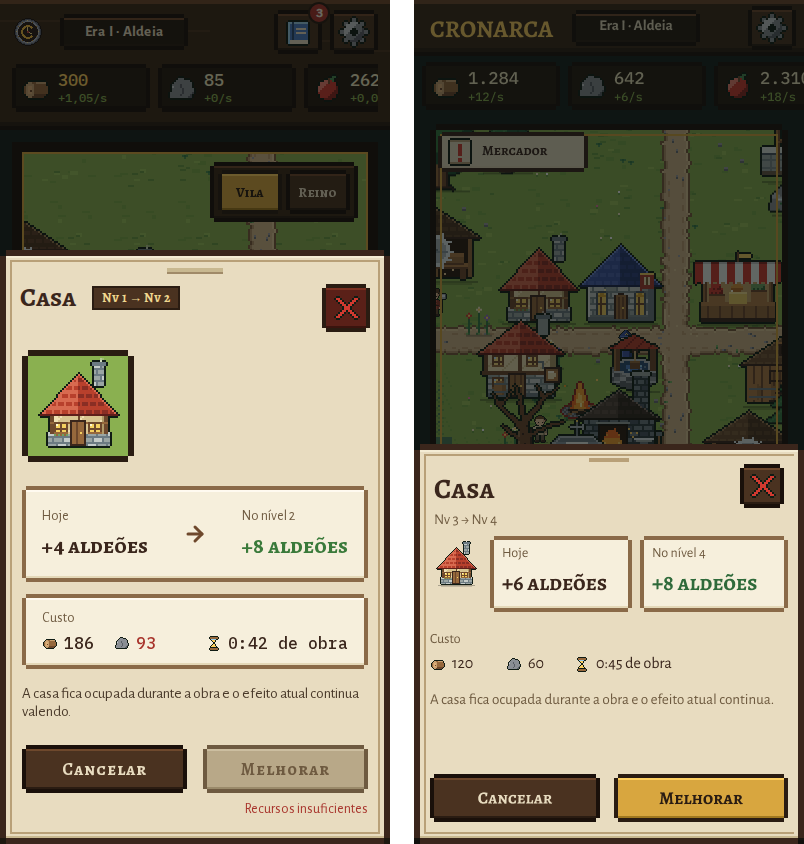 3
Era I · Aldeia
300
+1,05/s
85
+0/s
262
+0,0
VILA
REINO
CASA
Nv 1 → Nv 2
Hoje
+4 ALDEÕES
→
No nível 2
+8 ALDEÕES
Custo
186
93
0:42 de obra
A casa fica ocupada durante a obra e o efeito atual continua
valendo.
CANCELAR
MELHORAR
Recursos insuficientes
CRONARCA
Era I · Aldeia
1.284
+12/s
642
+6/s
2.310
+18/s
!
MERCADOR
CASA
Nv 3 → Nv 4
Hoje
+6 ALDEÕES
No nível 4
+8 ALDEÕES
Custo
120
60
0:45 de obra
A casa fica ocupada durante a obra e o efeito atual continua.
CANCELAR
MELHORAR